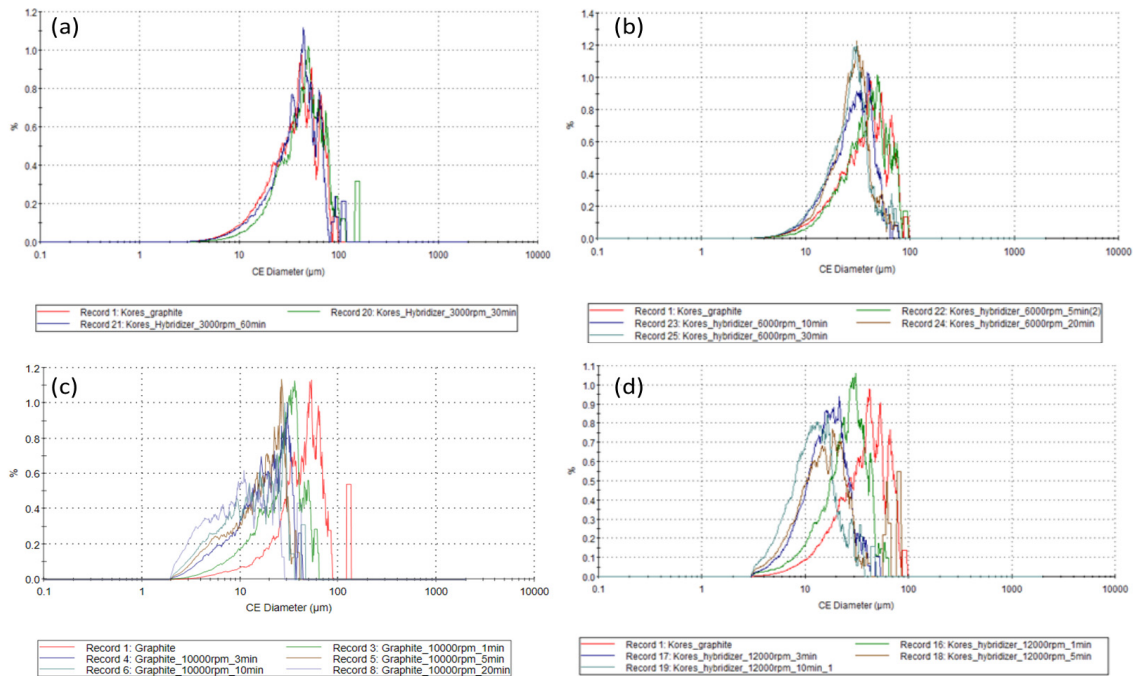 (a)
1.2
1.0
0.8
0.6
0.4
0.2
0.0
%
0.1
1
10
100
1000
10000
CE Diameter (µm)
Record 1: Kores_graphite
Record 20: Kores_Hybridizer_3000rpm_30min
Record 21: Kores_Hybridizer_3000rpm_60min
(b)
1.4
1.2
1.0
0.8
0.6
0.4
0.2
0.0
%
0.1
1
10
100
1000
10000
CE Diameter (µm)
Record 1: Kores_graphite
Record 22: Kores_hybridizer_6000rpm_5min(2)
Record 23: Kores_hybridizer_6000rpm_10min
Record 24: Kores_hybridizer_6000rpm_20min
Record 25: Kores_hybridizer_6000rpm_30min
(c)
1.2
1.0
0.8
0.6
0.4
0.2
0.0
%
0.1
1
10
100
1000
10000
CE Diameter (µm)
Record 1: Graphite
Record 3: Graphite_10000rpm_1min
Record 4: Graphite_10000rpm_3min
Record 5: Graphite_10000rpm_5min
Record 6: Graphite_10000rpm_10min
Record 8: Graphite_10000rpm_20min
(d)
1.1
1.0
0.9
0.8
0.7
0.6
0.5
0.4
0.3
0.2
0.1
0.0
%
0.1
1
10
100
1000
10000
CE Diameter (µm)
Record 1: Kores_graphite
Record 16: Kores_hybridizer_12000rpm_1min
Record 17: Kores_hybridizer_12000rpm_3min
Record 18: Kores_hybridizer_12000rpm_5min
Record 19: Kores_hybridizer_12000rpm_10min_1